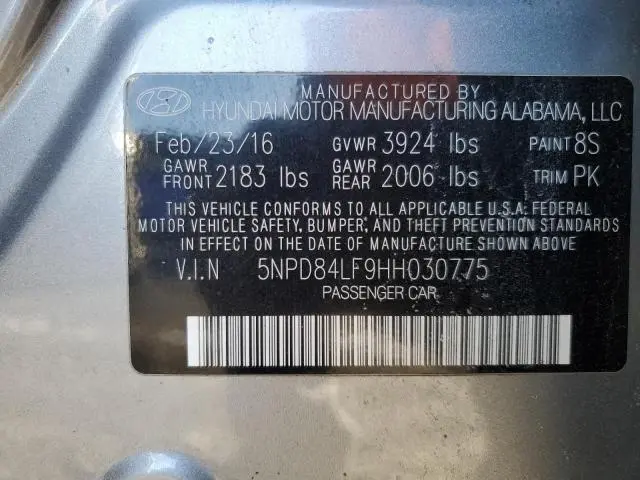 MANUFACTURED BY
HYUNDAI MOTOR MANUFACTURING ALABAMA, LLC
Feb/23/16 GVWR 3924 lbs PAINT 8S
GAWR FRONT 2183 lbs GAWR REAR 2006 lbs TRIM PK
THIS VEHICLE CONFORMS TO ALL APPLICABLE U.S.A. FEDERAL
MOTOR VEHICLE SAFETY, BUMPER, AND THEFT PREVENTION
STANDARDS IN EFFECT ON THE DATE OF MANUFACTURE SHOWN ABOVE
V.I.N 5NPD84LF9HH030775
PASSENGER CAR